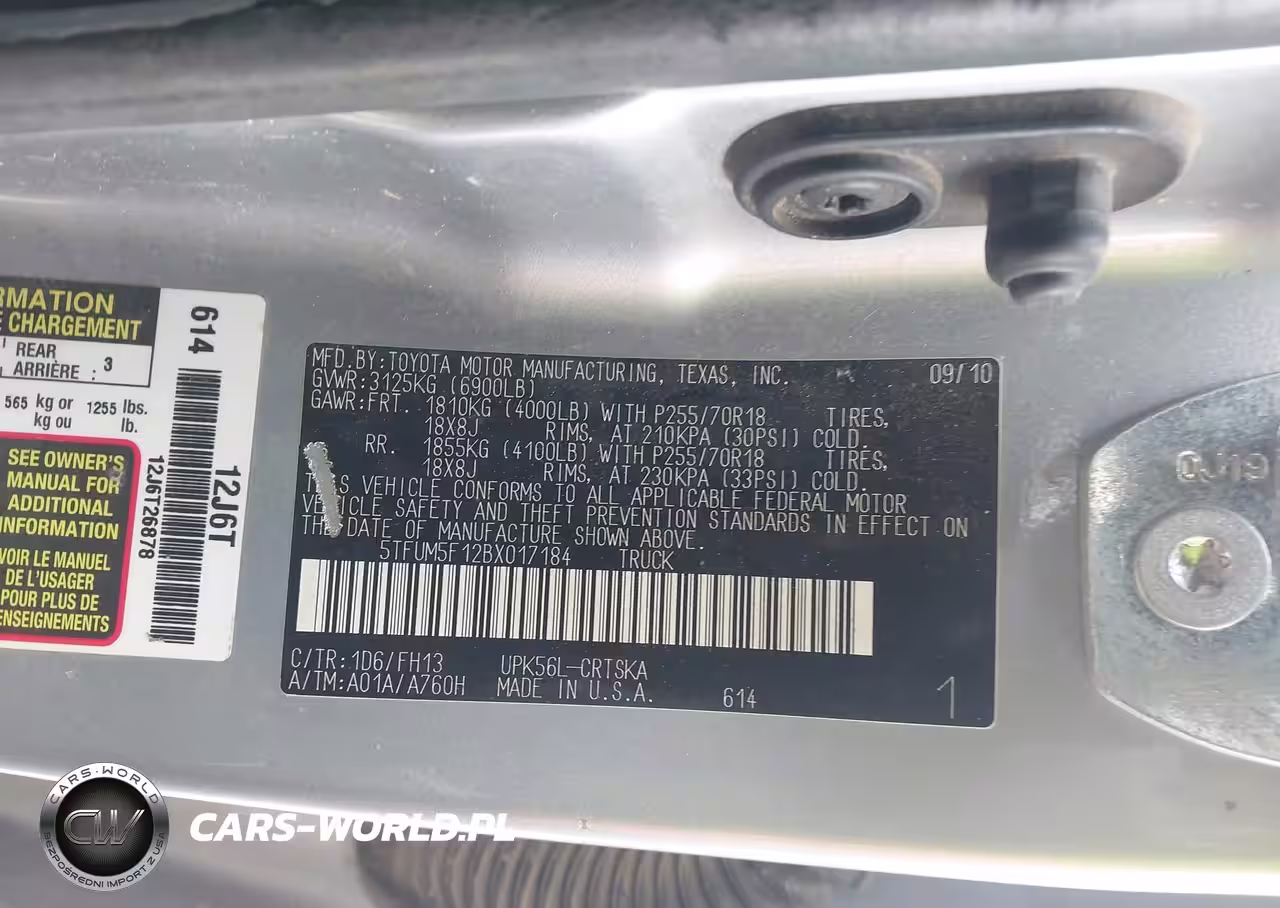 RMATION
E CHARGEMENT
REAR
ARRIÈRE : 3
565 kg or 1255 lbs.
kg ou lb.
SEE OWNER'S
MANUAL FOR
ADDITIONAL
INFORMATION
VOIR LE MANUEL
DE L'USAGER
POUR PLUS DE
ENSEIGNEMENTS
614
12J6T
12J6T26878
MFD.BY:TOYOTA MOTOR MANUFACTURING, TEXAS, INC. 09/10
GVWR:3125KG (6900LB)
GAWR:FRT. 1810KG (4000LB) WITH P255/70R18 TIRES,
18X8J RIMS, AT 210KPA (30PSI) COLD.
RR. 1855KG (4100LB) WITH P255/70R18 TIRES,
18X8J RIMS, AT 230KPA (33PSI) COLD.
THIS VEHICLE CONFORMS TO ALL APPLICABLE FEDERAL MOTOR
VEHICLE SAFETY AND THEFT PREVENTION STANDARDS IN EFFECT ON
THE DATE OF MANUFACTURE SHOWN ABOVE.
5TFUM5F12BX017184 TRUCK
C/TR:1D6/FH13 UPK56L-CRTSKA
A/TM:A01A/A760H MADE IN U.S.A. 614 1
0J19
CARS-WORLD
CW
BEZPOŚREDNI IMPORT Z USA
CARS-WORLD.PL